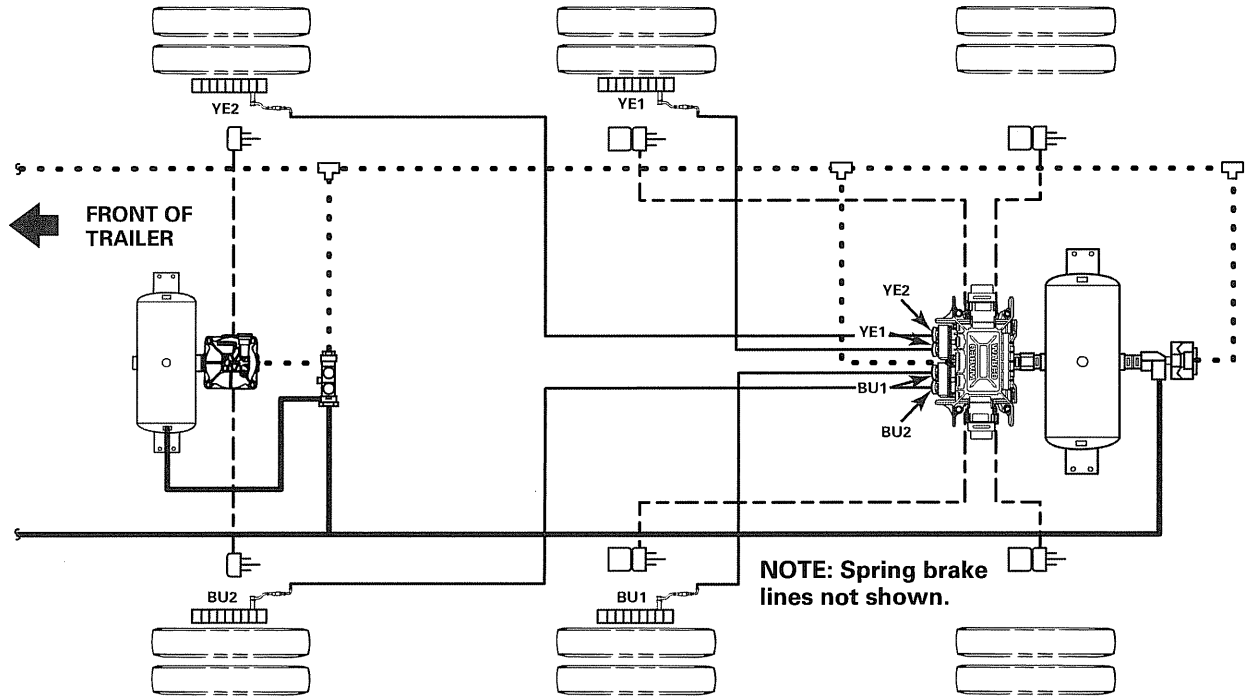 YE2
YE1
FRONT OF
TRAILER
YE2
YE1
BU1
BU2
NOTE: Spring brake
lines not shown.
BU2
BU1